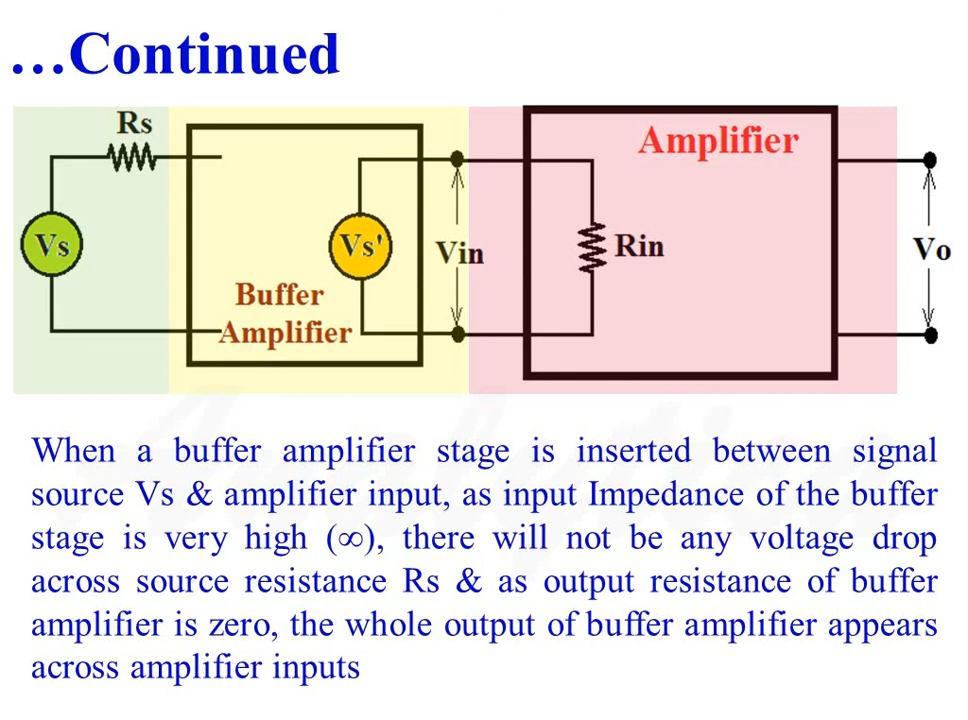 …Continued
Rs
Amplifier
Vs
Vs'
Vin
Rin
Vo
Buffer
Amplifier
When a buffer amplifier stage is inserted between signal
source Vs & amplifier input, as input Impedance of the buffer
stage is very high (∞), there will not be any voltage drop
across source resistance Rs & as output resistance of buffer
amplifier is zero, the whole output of buffer amplifier appears
across amplifier inputs